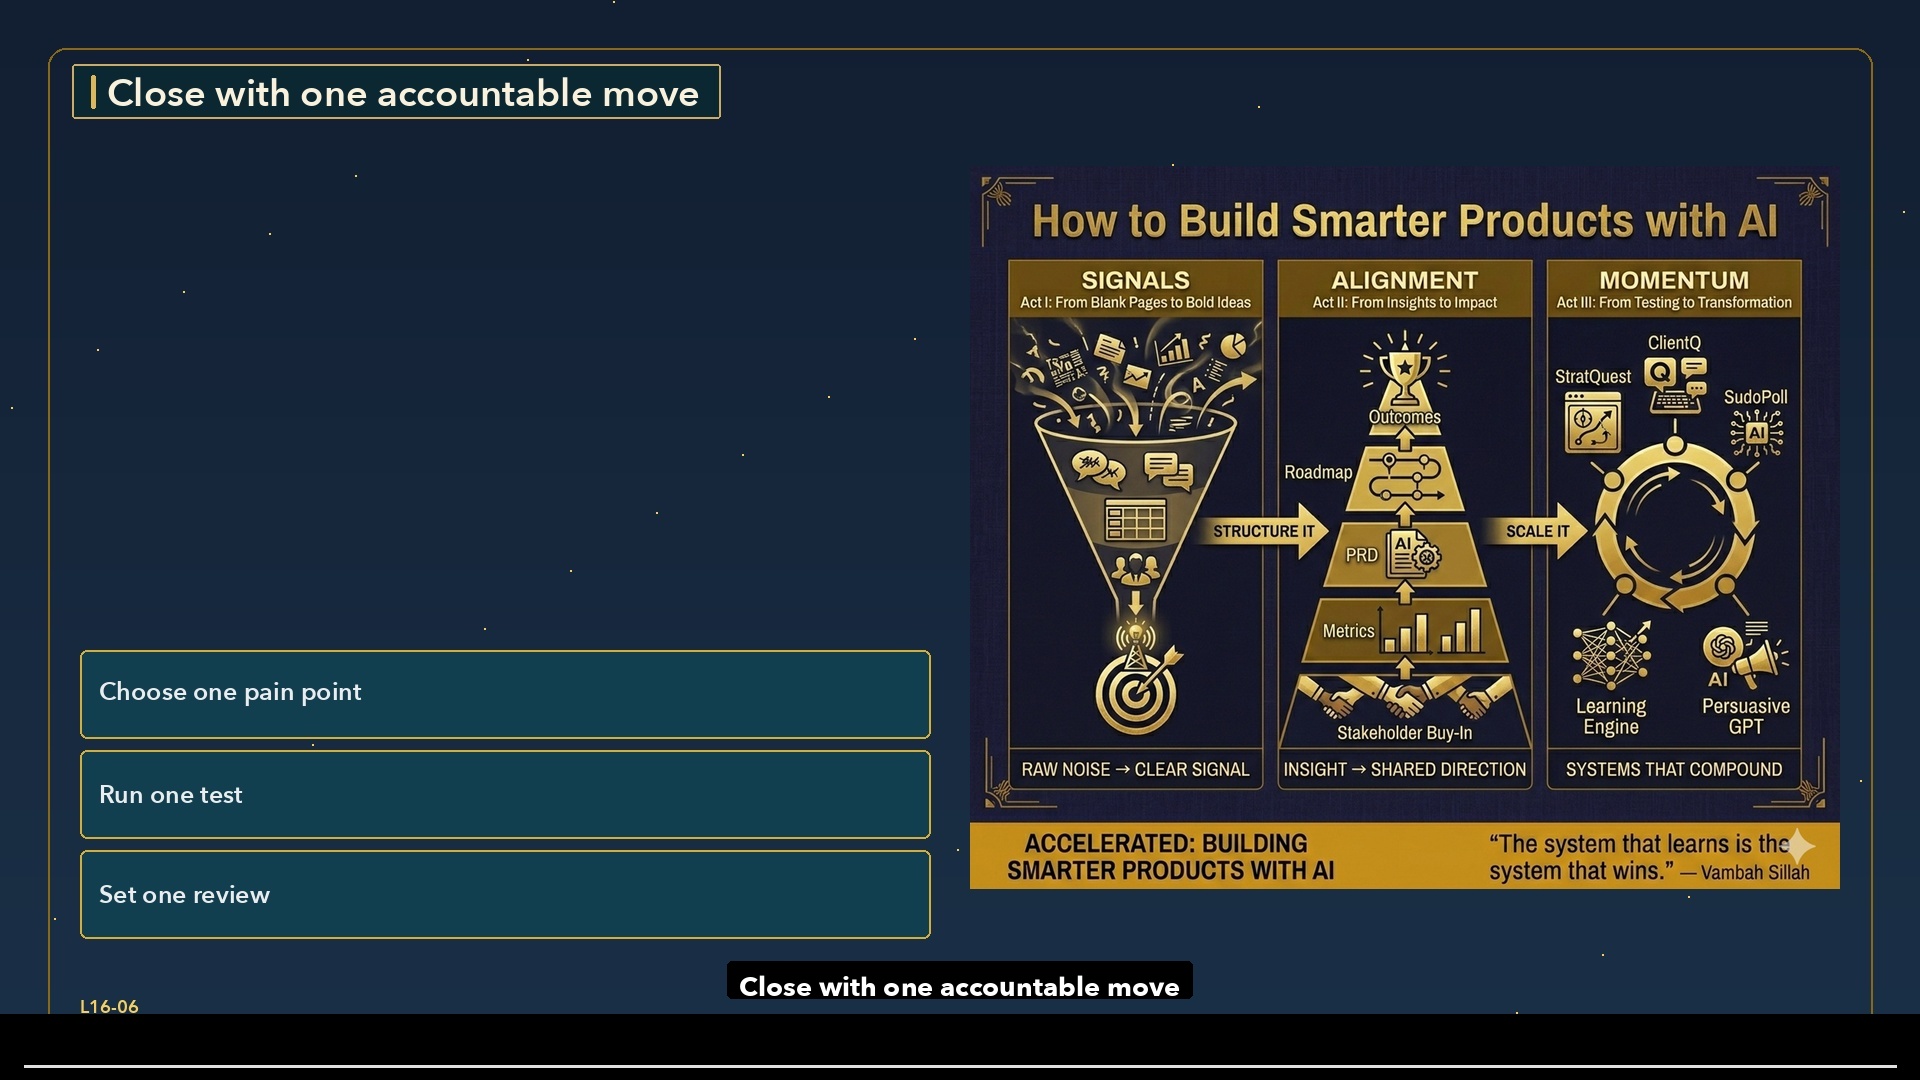 Close with one accountable move
Choose one pain point
Run one test
Set one review
L16-06
How to Build Smarter Products with AI
SIGNALS
Act I: From Blank Pages to Bold Ideas
RAW NOISE → CLEAR SIGNAL
STRUCTURE IT
ALIGNMENT
Act II: From Insights to Impact
Outcomes
Roadmap
PRD
AI
Metrics
Stakeholder Buy-In
INSIGHT → SHARED DIRECTION
SCALE IT
MOMENTUM
Act III: From Testing to Transformation
ClientQ
Q
StratQuest
SudoPoll
AI
Learning
Engine
AI
Persuasive
GPT
SYSTEMS THAT COMPOUND
ACCELERATED: BUILDING
SMARTER PRODUCTS WITH AI
“The system that learns is the
system that wins.” — Vambah Sillah
Close with one accountable move